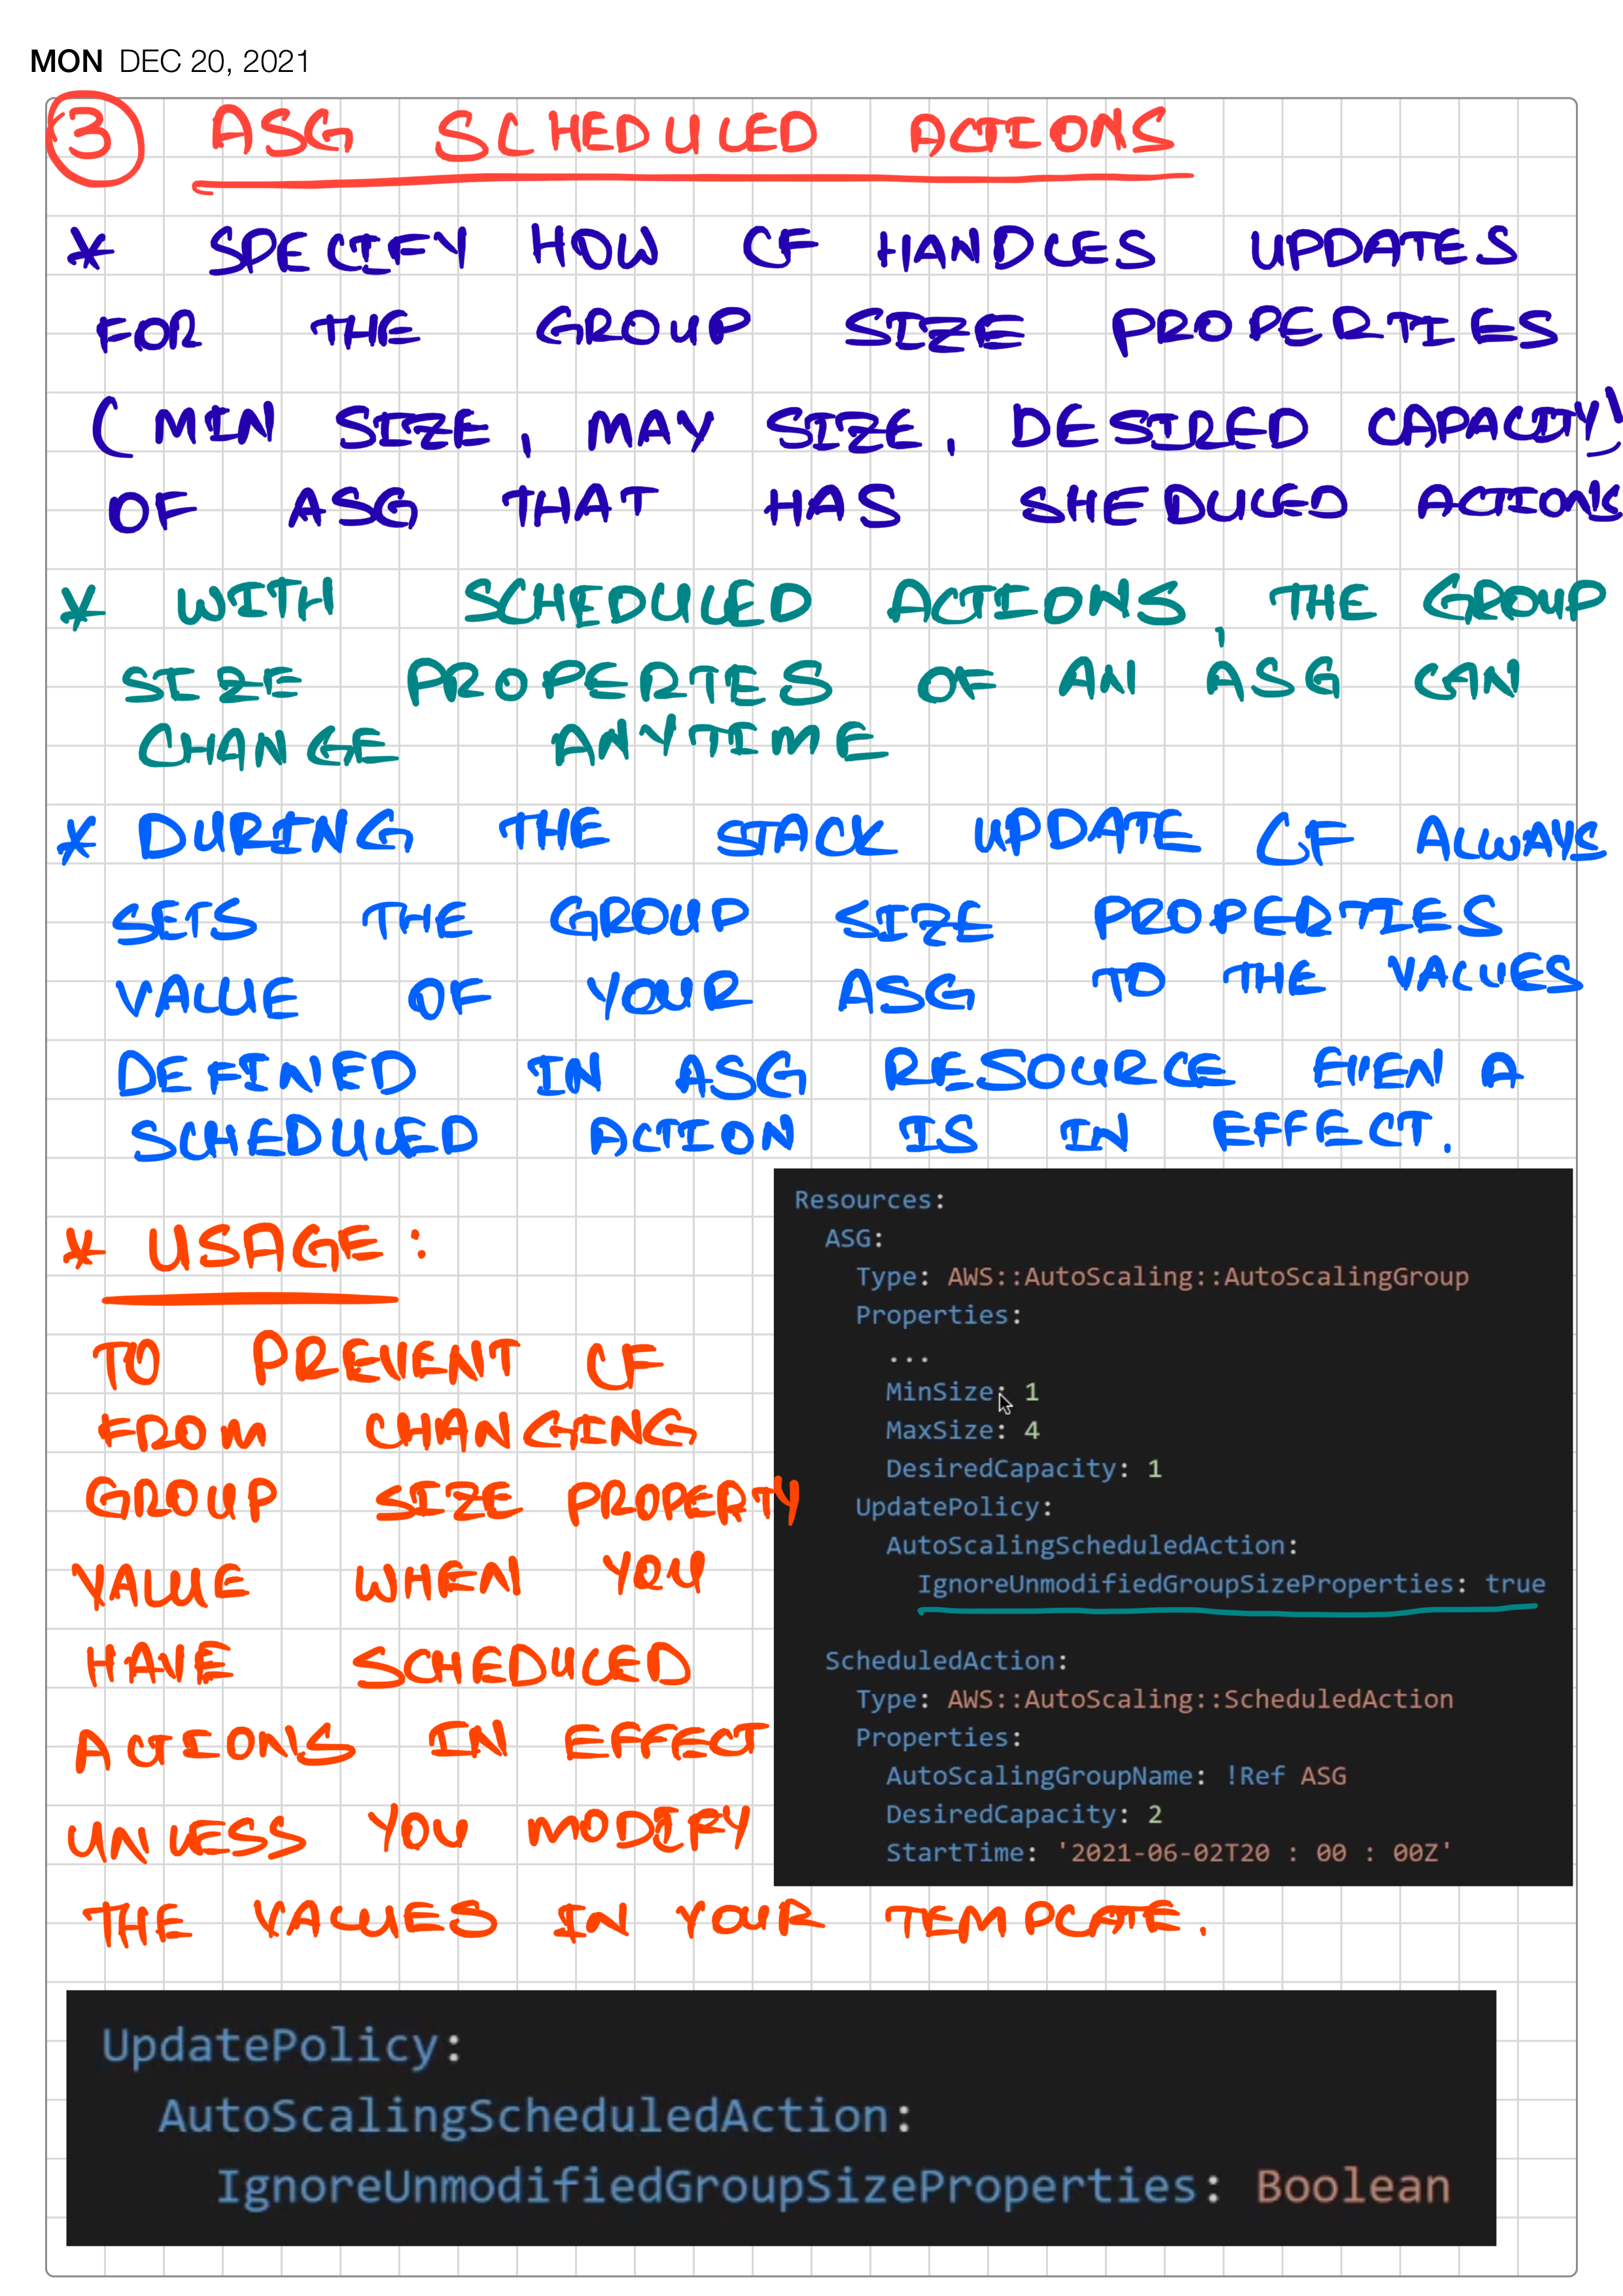 MON DEC 20, 2021
3 ASG SCHEDULED ACTIONS
* SPECIFY HOW CF HANDLES UPDATES
FOR THE GROUP SIZE PROPERTIES
(MIN SIZE, MAY SIZE, DESIRED CAPACITY)
OF ASG THAT HAS SHEDULED ACTIONS
* WITH SCHEDULED ACTIONS, THE GROUP
SIZE PROPERTIES OF AN ASG CAN
CHANGE ANYTIME
* DURING THE STACK UPDATE CF ALWAYS
SETS THE GROUP SIZE PROPERTIES
VALUE OF YOUR ASG TO THE VALUES
DEFINED IN ASG RESOURCE EVEN A
SCHEDULED ACTION IS IN EFFECT.
* USAGE:
TO PREVENT CF
FROM CHANGING
GROUP SIZE PROPERTY
VALUE WHEN YOU
HAVE SCHEDULED
ACTIONS IN EFFECT
UNLESS YOU MODIFY
THE VALUES IN YOUR TEMPLATE.
Resources:
ASG:
Type: AWS::AutoScaling::AutoScalingGroup
Properties:
...
MinSize: 1
MaxSize: 4
DesiredCapacity: 1
UpdatePolicy:
AutoScalingScheduledAction:
IgnoreUnmodifiedGroupSizeProperties: true
ScheduledAction:
Type: AWS::AutoScaling::ScheduledAction
Properties:
AutoScalingGroupName: !Ref ASG
DesiredCapacity: 2
StartTime: '2021-06-02T20 : 00 : 00Z'
UpdatePolicy:
AutoScalingScheduledAction:
IgnoreUnmodifiedGroupSizeProperties: Boolean